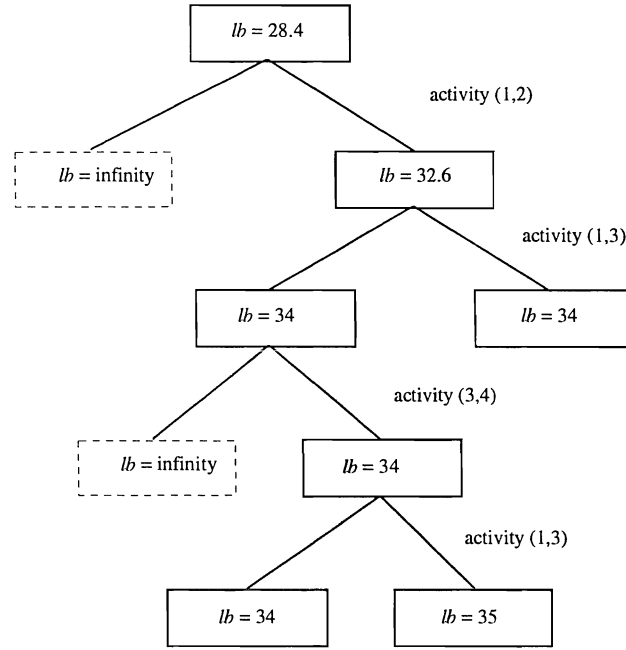 lb = 28.4
activity (1,2)
lb = infinity
lb = 32.6
activity (1,3)
lb = 34
lb = 34
activity (3,4)
lb = infinity
lb = 34
activity (1,3)
lb = 34
lb = 35